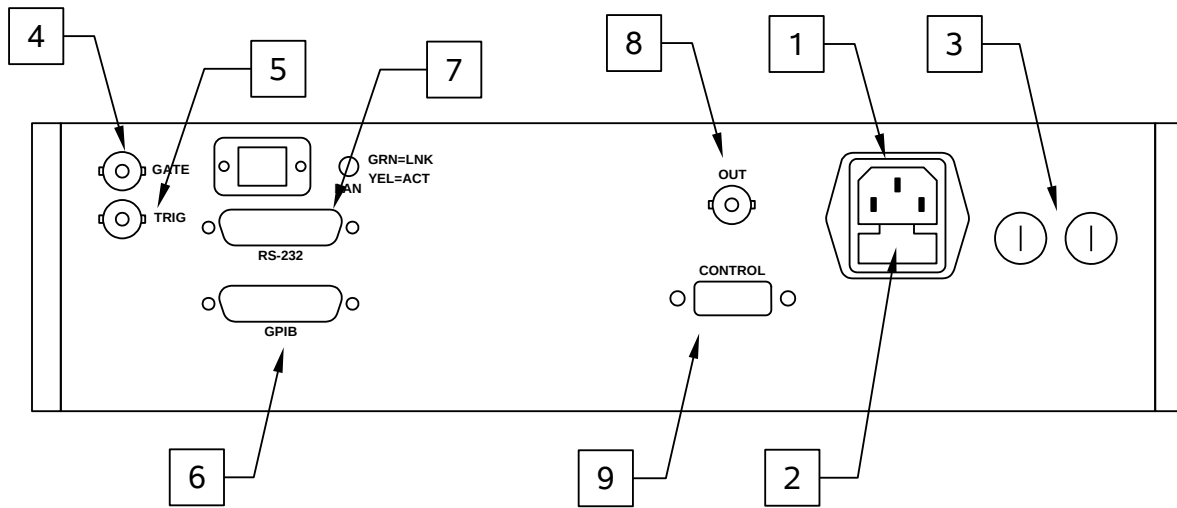 4
5
7
8
1
3
GATE
GRN=LNK
YEL=ACT
LAN
TRIG
RS-232
GPIB
OUT
CONTROL
6
9
2